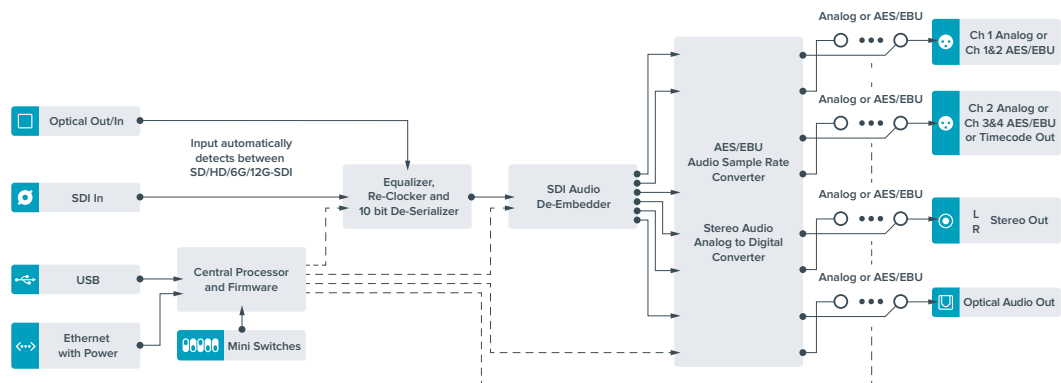 Analog or AES/EBU
Ch 1 Analog or
Ch 1&2 AES/EBU
Optical Out/In
Input automatically
detects between
SD/HD/6G/12G-SDI
Analog or AES/EBU
Ch 2 Analog or
Ch 3&4 AES/EBU
or Timecode Out
AES/EBU
Audio Sample Rate
Converter
SDI In
Equalizer,
Re-Clocker and
10 bit De-Serializer
SDI Audio
De-Embedder
Analog or AES/EBU
L
R
Stereo Out
Stereo Audio
Analog to Digital
Converter
USB
Central Processor
and Firmware
Analog or AES/EBU
Optical Audio Out
Ethernet
with Power
Mini Switches